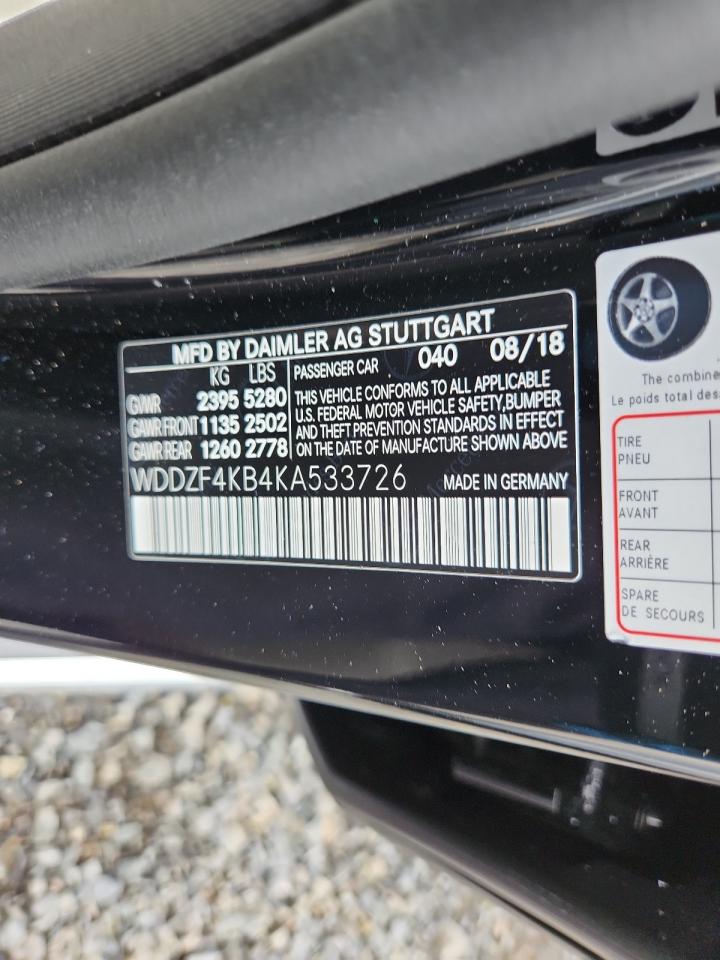 MFD BY DAIMLER AG STUTTGART
KG LBS
GVWR 2395 5280
GAWR FRONT 1135 2502
GAWR REAR 1260 2778
PASSENGER CAR 040 08/18
THIS VEHICLE CONFORMS TO ALL APPLICABLE
U.S. FEDERAL MOTOR VEHICLE SAFETY,BUMPER
AND THEFT PREVENTION STANDARDS IN EFFECT
ON THE DATE OF MANUFACTURE SHOWN ABOVE
WDDZF4KB4KA533726 MADE IN GERMANY
The combine
Le poids total des
TIRE
PNEU
FRONT
AVANT
REAR
ARRIÈRE
SPARE
DE SECOURS